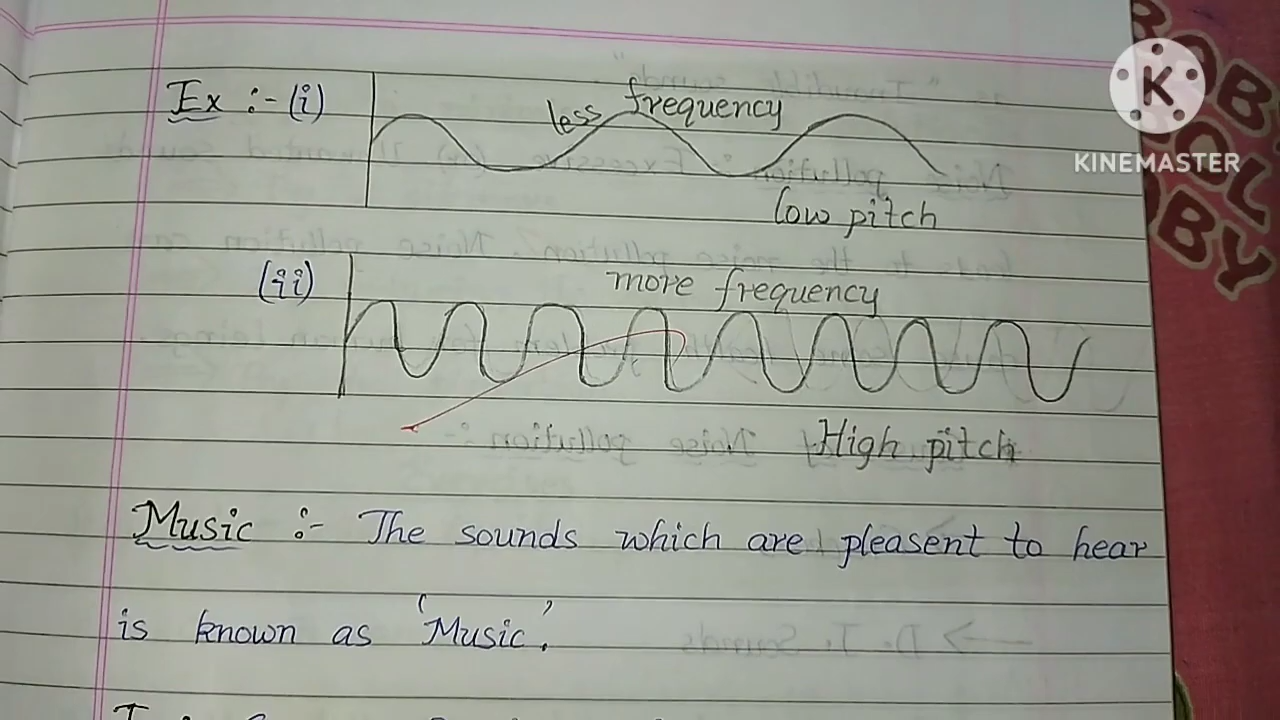 Ex :- (i)
less frequency
low pitch
(ii)
more frequency
High pitch
Music :- The sounds which are pleasent to hear
is known as 'Music'.
K
KINEMASTER